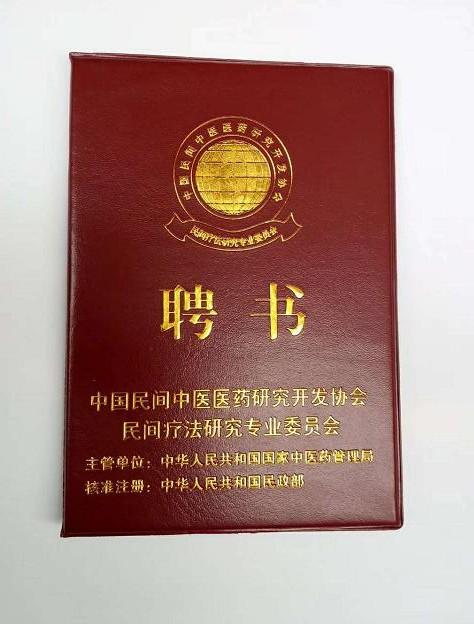 中医民间中医医药研究开发协会
民间疗法研究专业委员会
聘书
中国民间中医医药研究开发协会
民间疗法研究专业委员会
主管单位：中华人民共和国国家中医药管理局
核准注册：中华人民共和国民政部